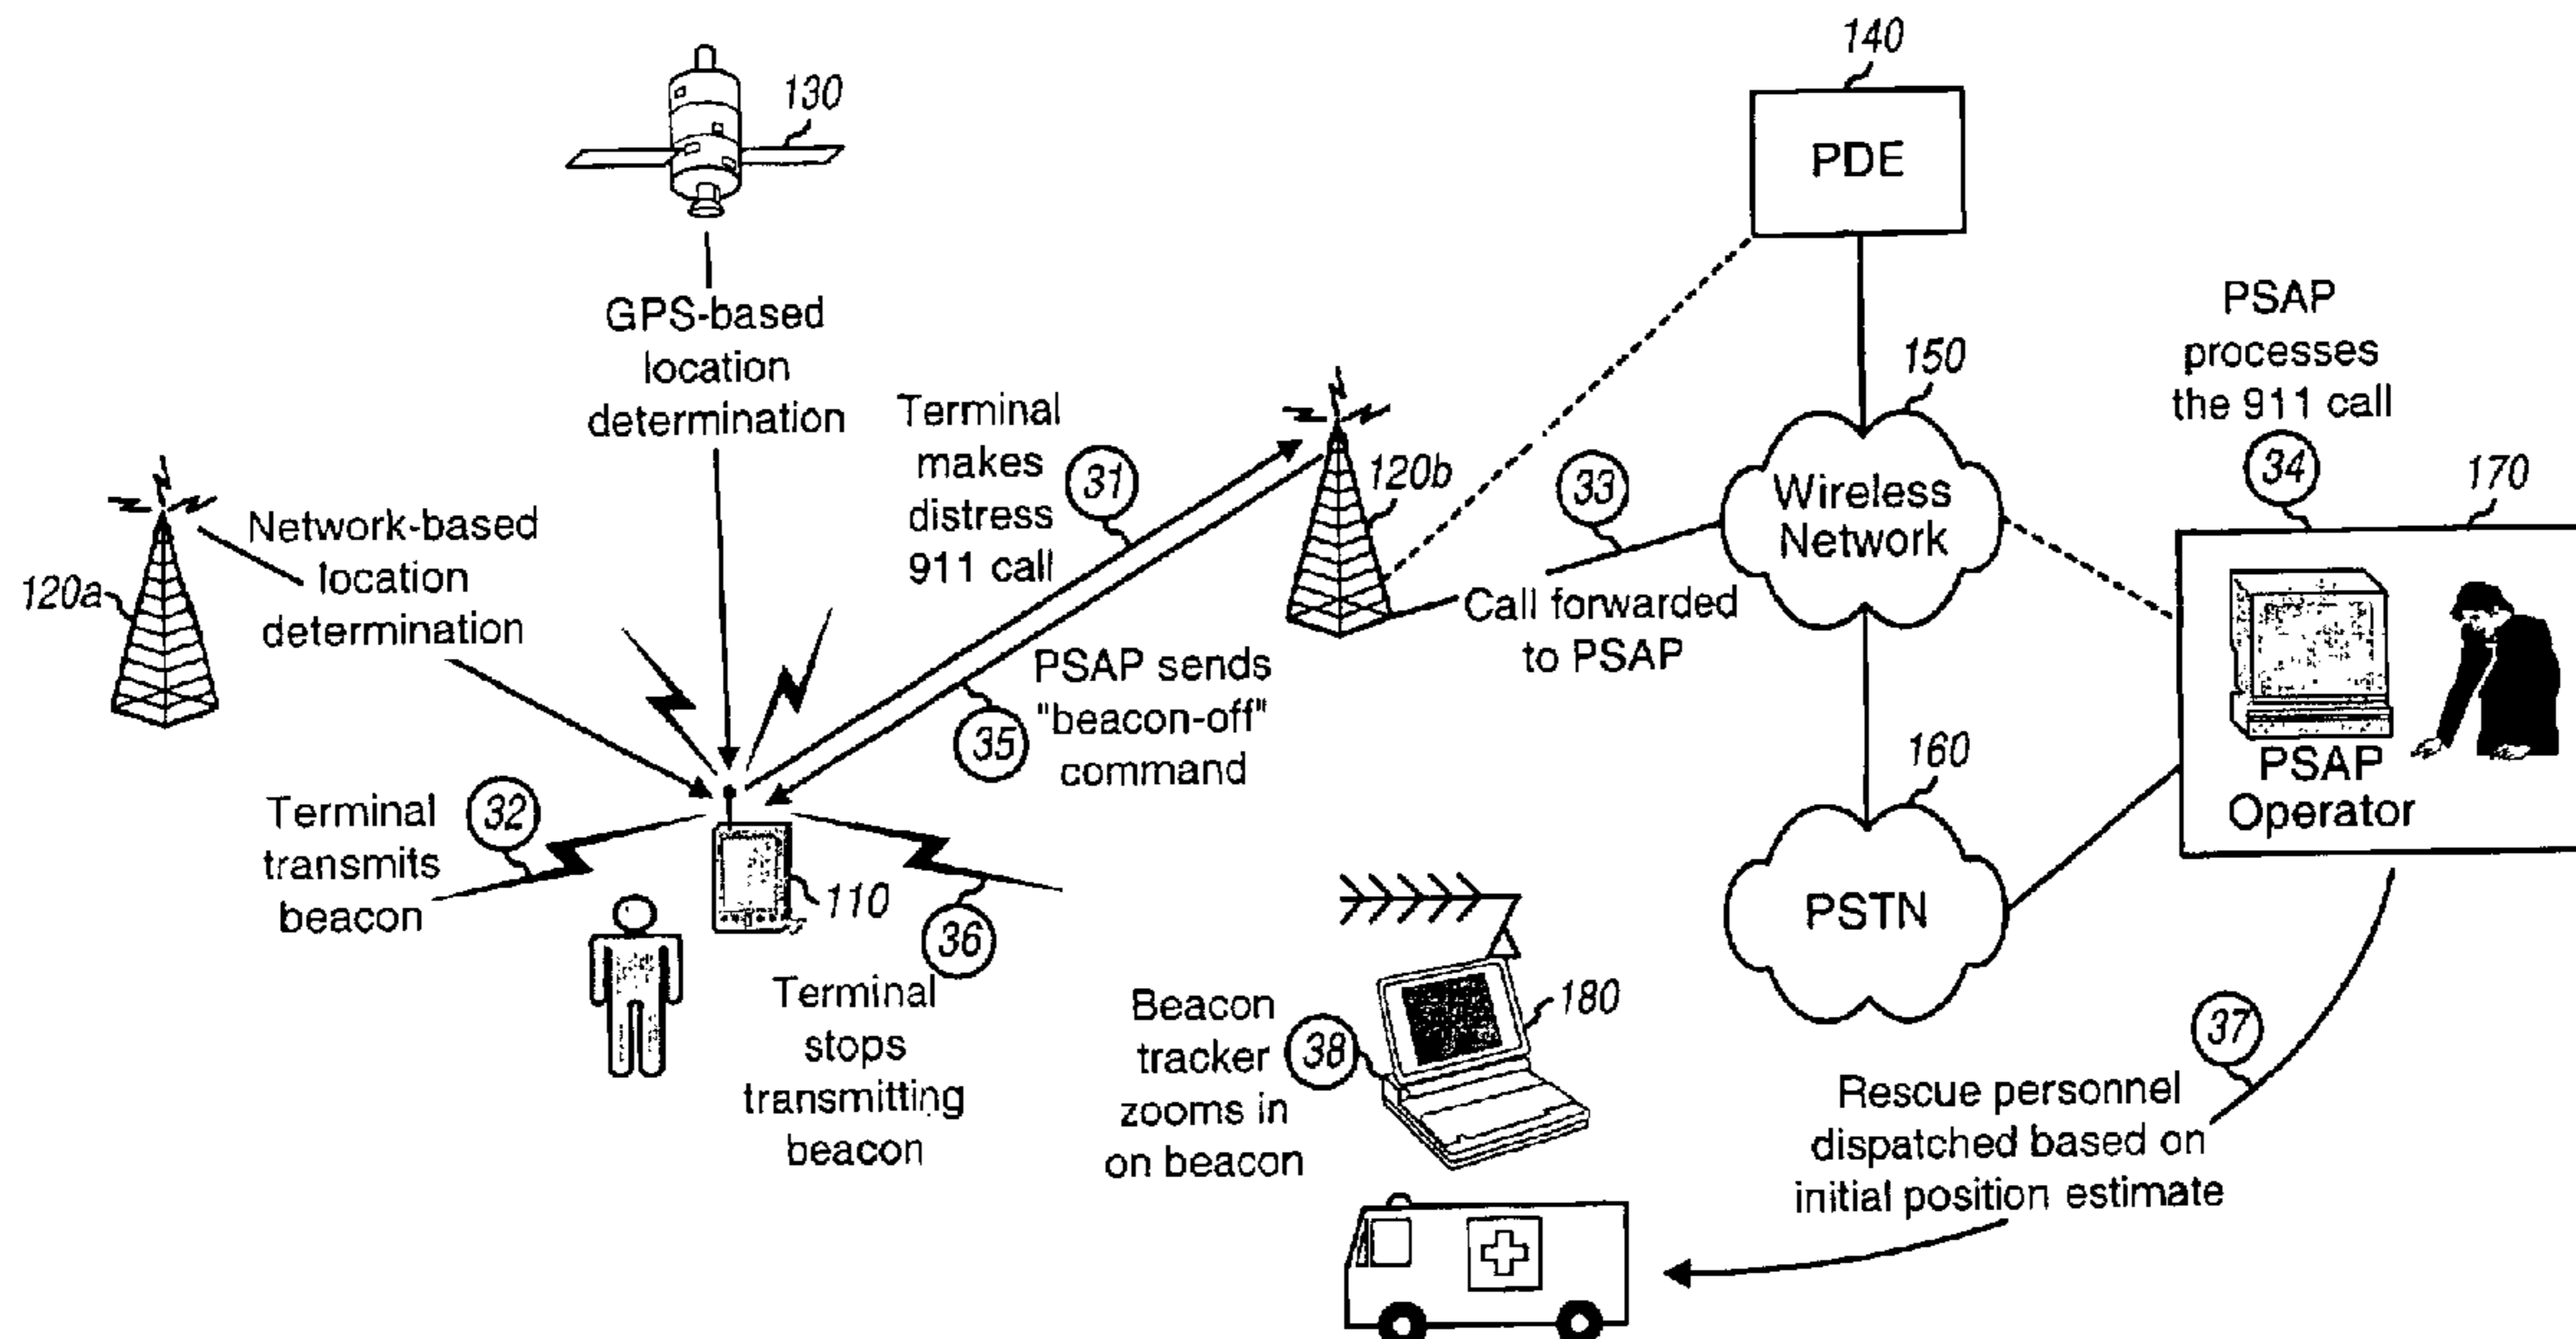 130
GPS-based
location
determination
120a
Network-based
location
determination
Terminal
makes
distress
911 call
31
120b
140
PDE
150
Wireless
Network
33
Call forwarded
to PSAP
PSAP
processes
the 911 call
34
170
PSAP
Operator
35
PSAP sends
"beacon-off"
command
160
PSTN
Terminal
transmits
beacon
32
110
36
Terminal
stops
transmitting
beacon
Beacon
tracker
zooms in
on beacon
38
180
37
Rescue personnel
dispatched based on
initial position estimate